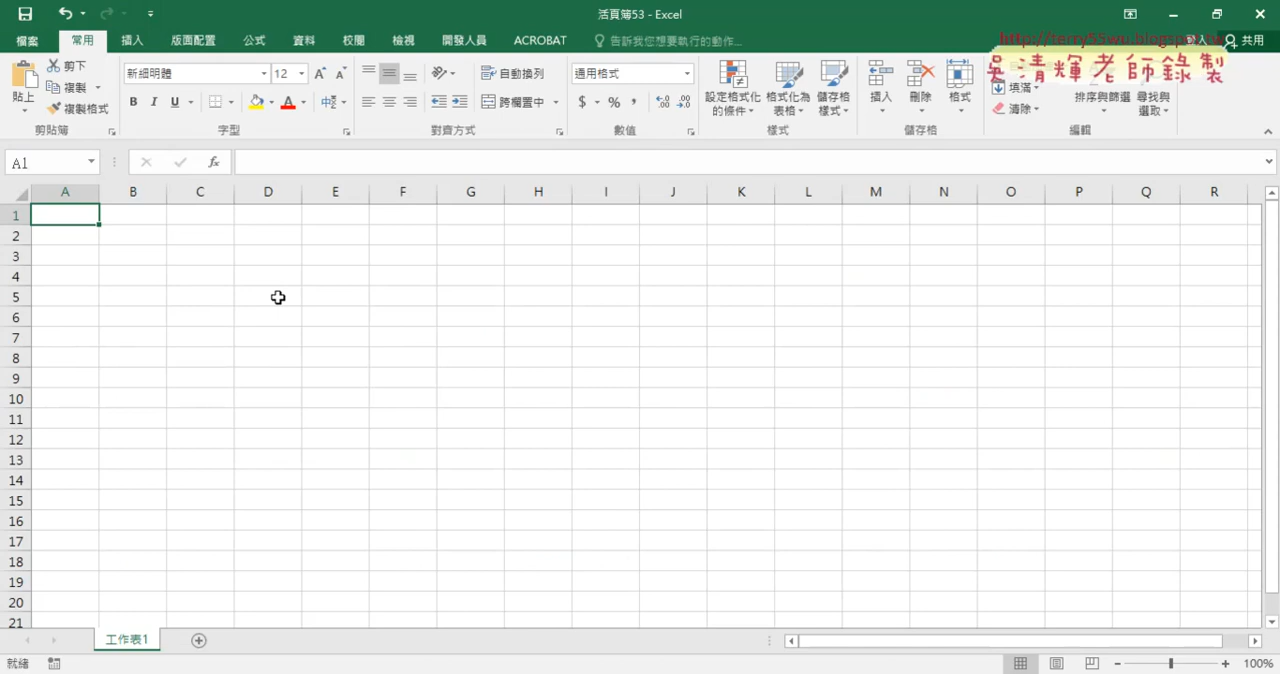 活頁簿53 - Excel
檔案 常用 插入 版面配置 公式 資料 校閱 檢視 開發人員 ACROBAT 告訴我您想要執行的動作... 共用
http://terry55wu.blogspot.tw
吳清輝老師錄製
貼上 剪下 複製 複製格式
新細明體 12
B I U
自動換列 跨欄置中
通用格式
$ % ,
設定格式化的條件 格式化為表格 儲存格樣式
插入 刪除 格式
填滿 清除 排序與篩選 尋找與選取
剪貼簿 字型 對齊方式 數值 樣式 儲存格 編輯
A1 fx
A B C D E F G H I J K L M N O P Q R
1
2
3
4
5
6
7
8
9
10
11
12
13
14
15
16
17
18
19
20
21
工作表1
就緒 100%